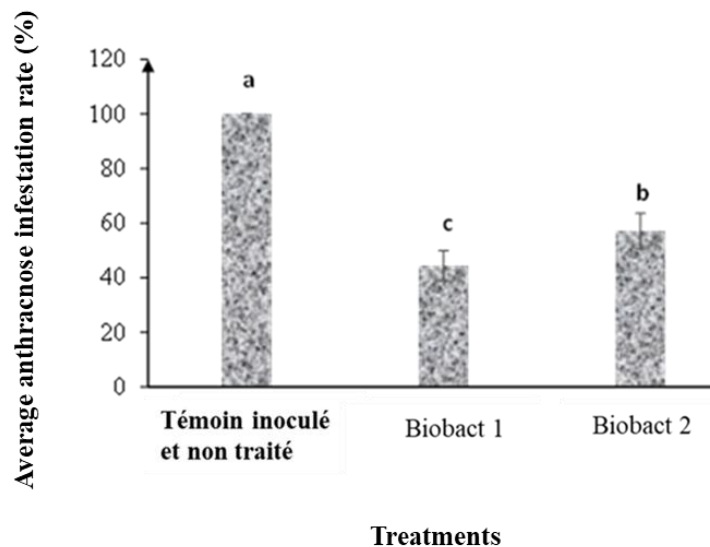 Average anthracnose infestation rate (%)
120
100
80
60
40
20
0
a
c
b
Témoin inoculé
et non traité
Biobact 1
Biobact 2
Treatments